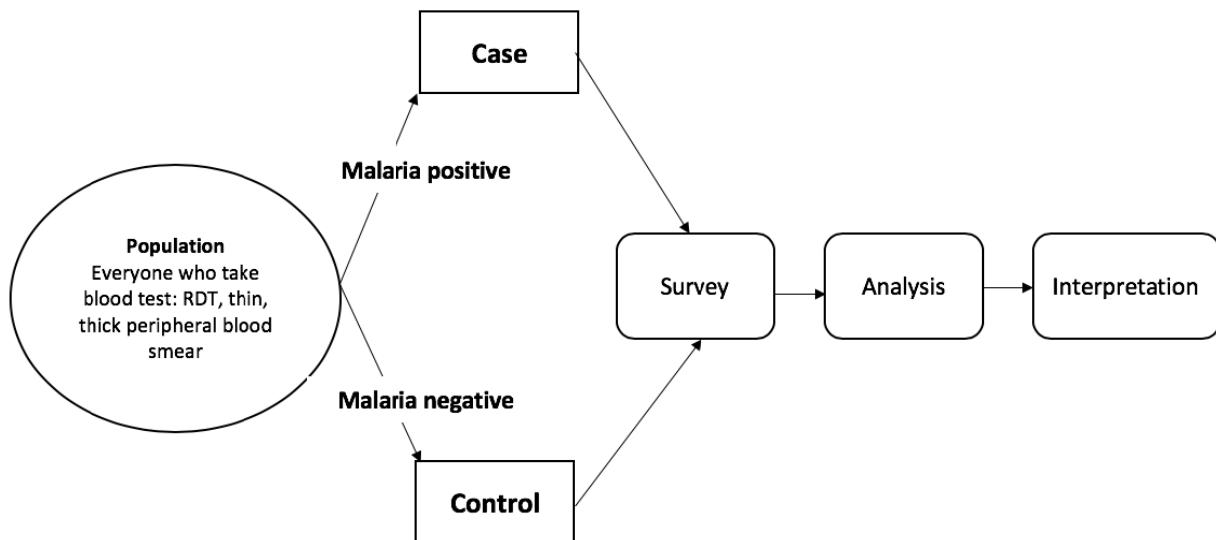 Case
Malaria positive
Population
Everyone who take
blood test: RDT, thin,
thick peripheral blood
smear
Survey
Analysis
Interpretation
Malaria negative
Control